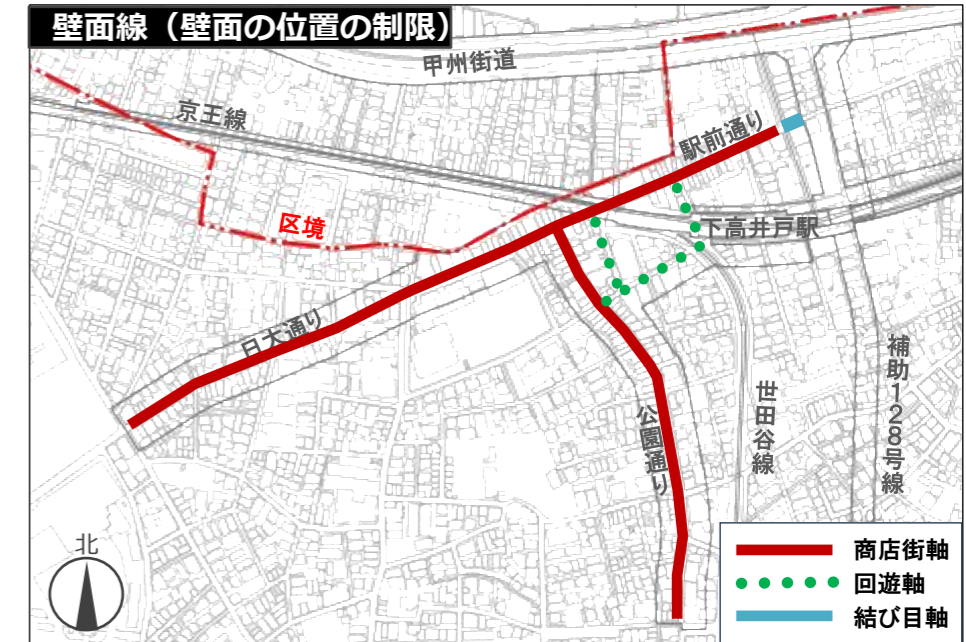 壁面線（壁面の位置の制限）
甲州街道
京王線
駅前通り
区境
下高井戸駅
日大通り
補助128号線
世田谷線
公園通り
北
商店街軸
回遊軸
結び目軸